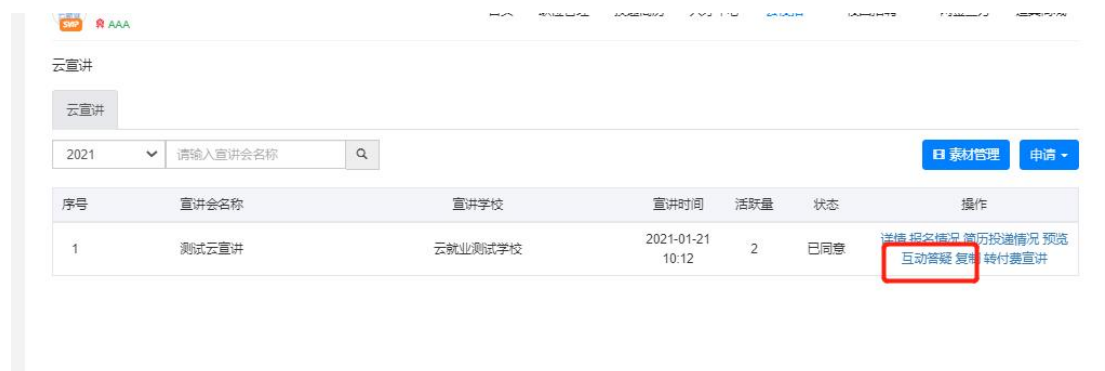 AAA
云宣讲
云宣讲
2021
请输入宣讲会名称
素材管理
申请
序号 宣讲会名称 宣讲学校 宣讲时间 活跃量 状态 操作
1 测试云宣讲 云就业测试学校 2021-01-21 10:12 2 已同意 详情 报名情况 简历投递情况 预览
互动答疑 复制 转付费宣讲